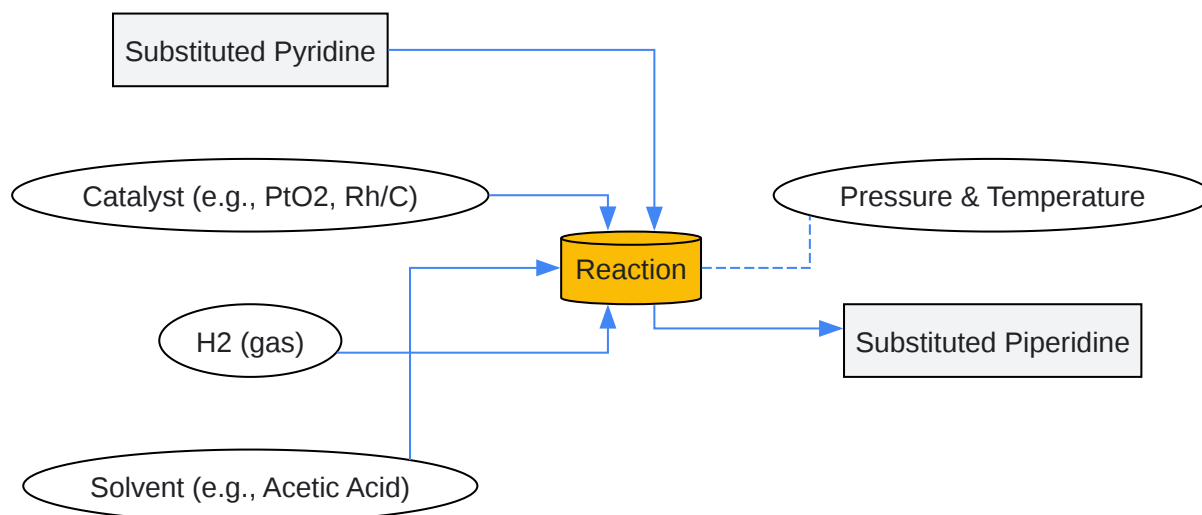 Substituted Pyridine
Catalyst (e.g., PtO2, Rh/C)
Pressure & Temperature
Reaction
H2 (gas)
Substituted Piperidine
Solvent (e.g., Acetic Acid)